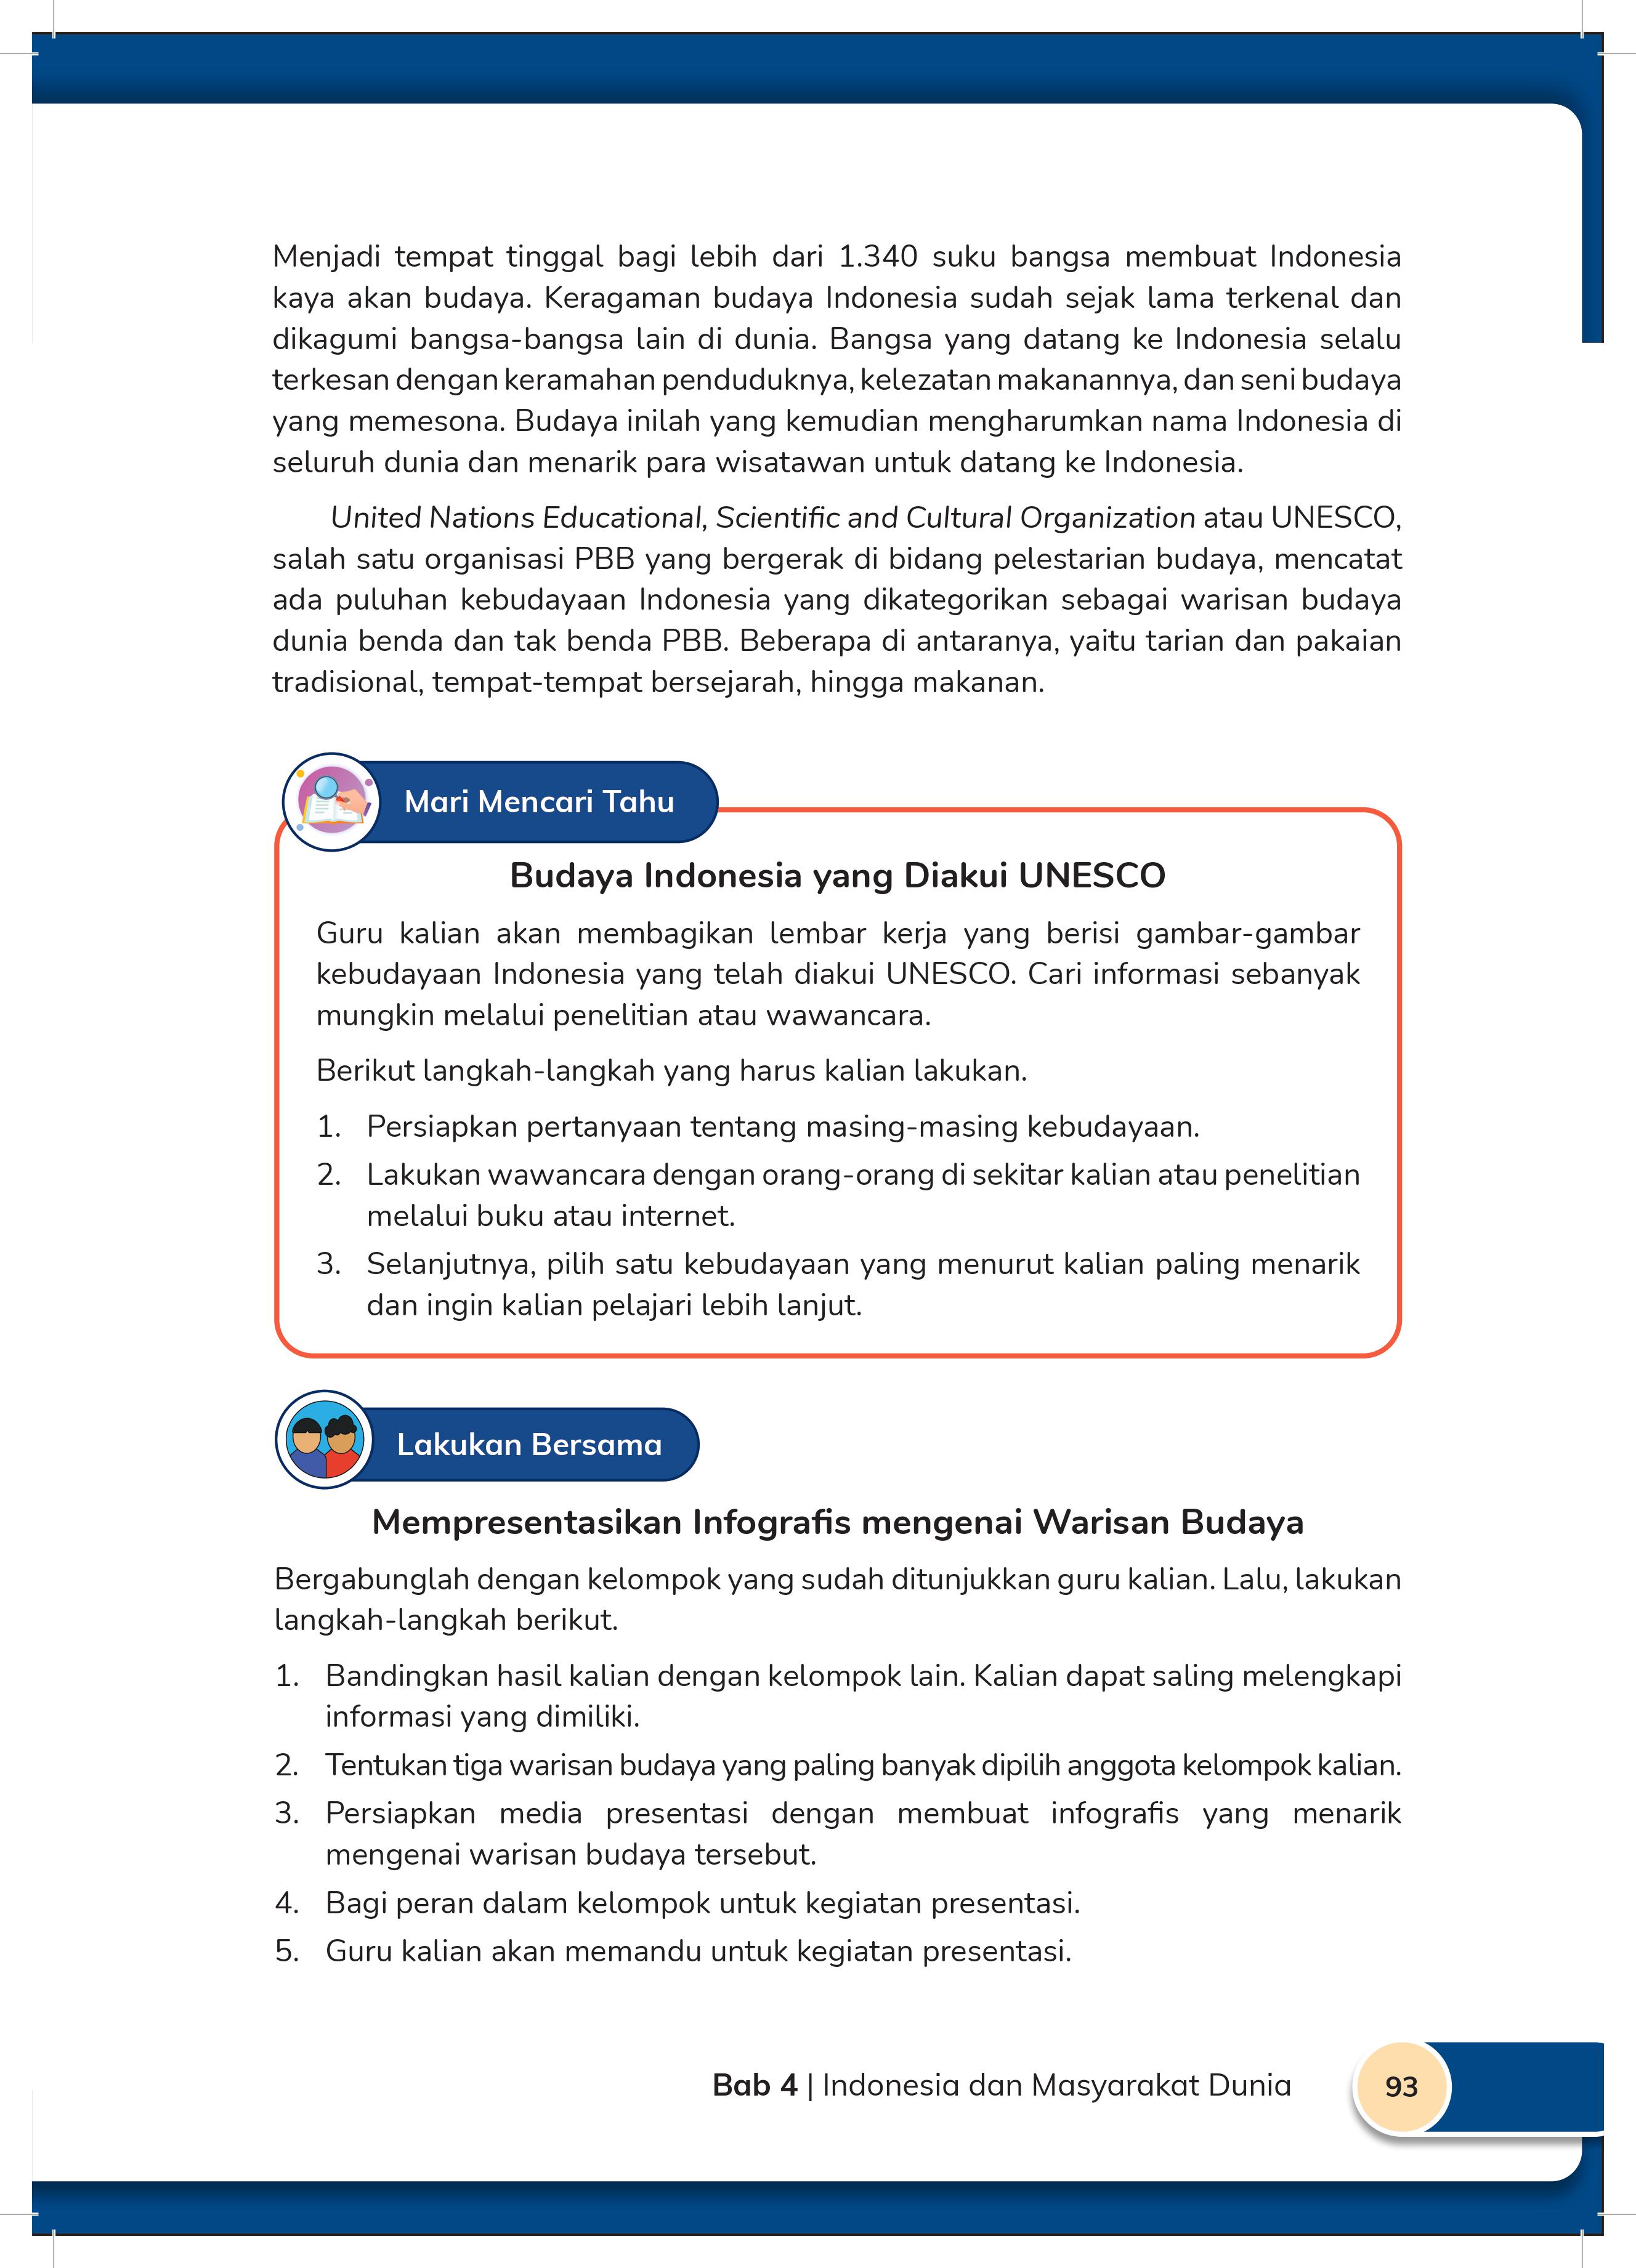 Menjadi tempat tinggal bagi lebih dari 1.340 suku bangsa membuat Indonesia
kaya akan budaya. Keragaman budaya Indonesia sudah sejak lama terkenal dan
dikagumi bangsa-bangsa lain di dunia. Bangsa yang datang ke Indonesia selalu
terkesan dengan keramahan penduduknya, kelezatan makanannya, dan seni budaya
yang memesona. Budaya inilah yang kemudian mengharumkan nama Indonesia di
seluruh dunia dan menarik para wisatawan untuk datang ke Indonesia.
United Nations Educational, Scientific and Cultural Organization atau UNESCO,
salah satu organisasi PBB yang bergerak di bidang pelestarian budaya, mencatat
ada puluhan kebudayaan Indonesia yang dikategorikan sebagai warisan budaya
dunia benda dan tak benda PBB. Beberapa di antaranya, yaitu tarian dan pakaian
tradisional, tempat-tempat bersejarah, hingga makanan.
Mari Mencari Tahu
Budaya Indonesia yang Diakui UNESCO
Guru kalian akan membagikan lembar kerja yang berisi gambar-gambar
kebudayaan Indonesia yang telah diakui UNESCO. Cari informasi sebanyak
mungkin melalui penelitian atau wawancara.
Berikut langkah-langkah yang harus kalian lakukan.
1. Persiapkan pertanyaan tentang masing-masing kebudayaan.
2. Lakukan wawancara dengan orang-orang di sekitar kalian atau penelitian
melalui buku atau internet.
3. Selanjutnya, pilih satu kebudayaan yang menurut kalian paling menarik
dan ingin kalian pelajari lebih lanjut.
Lakukan Bersama
Mempresentasikan Infografis mengenai Warisan Budaya
Bergabunglah dengan kelompok yang sudah ditunjukkan guru kalian. Lalu, lakukan
langkah-langkah berikut.
1. Bandingkan hasil kalian dengan kelompok lain. Kalian dapat saling melengkapi
informasi yang dimiliki.
2. Tentukan tiga warisan budaya yang paling banyak dipilih anggota kelompok kalian.
3. Persiapkan media presentasi dengan membuat infografis yang menarik
mengenai warisan budaya tersebut.
4. Bagi peran dalam kelompok untuk kegiatan presentasi.
5. Guru kalian akan memandu untuk kegiatan presentasi.
Bab 4 | Indonesia dan Masyarakat Dunia
93